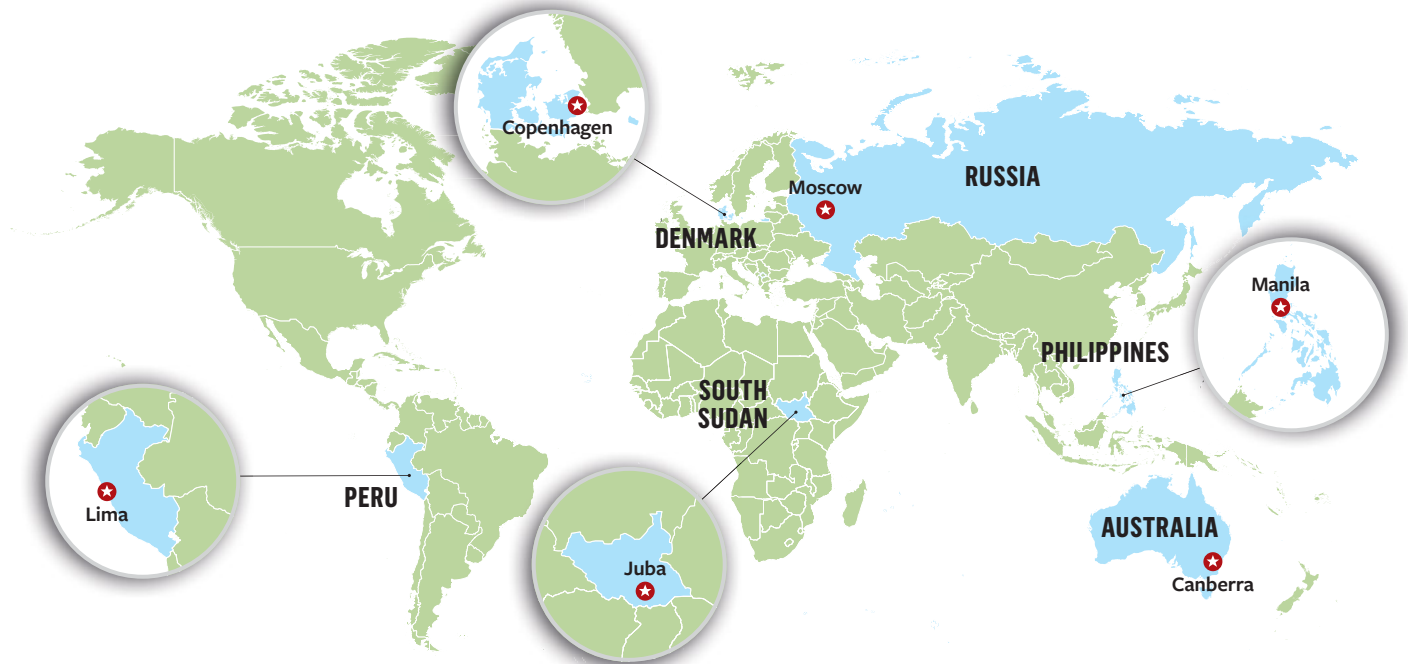 Copenhagen
Moscow
RUSSIA
DENMARK
Manila
PHILIPPINES
SOUTH
SUDAN
PERU
Lima
Juba
AUSTRALIA
Canberra